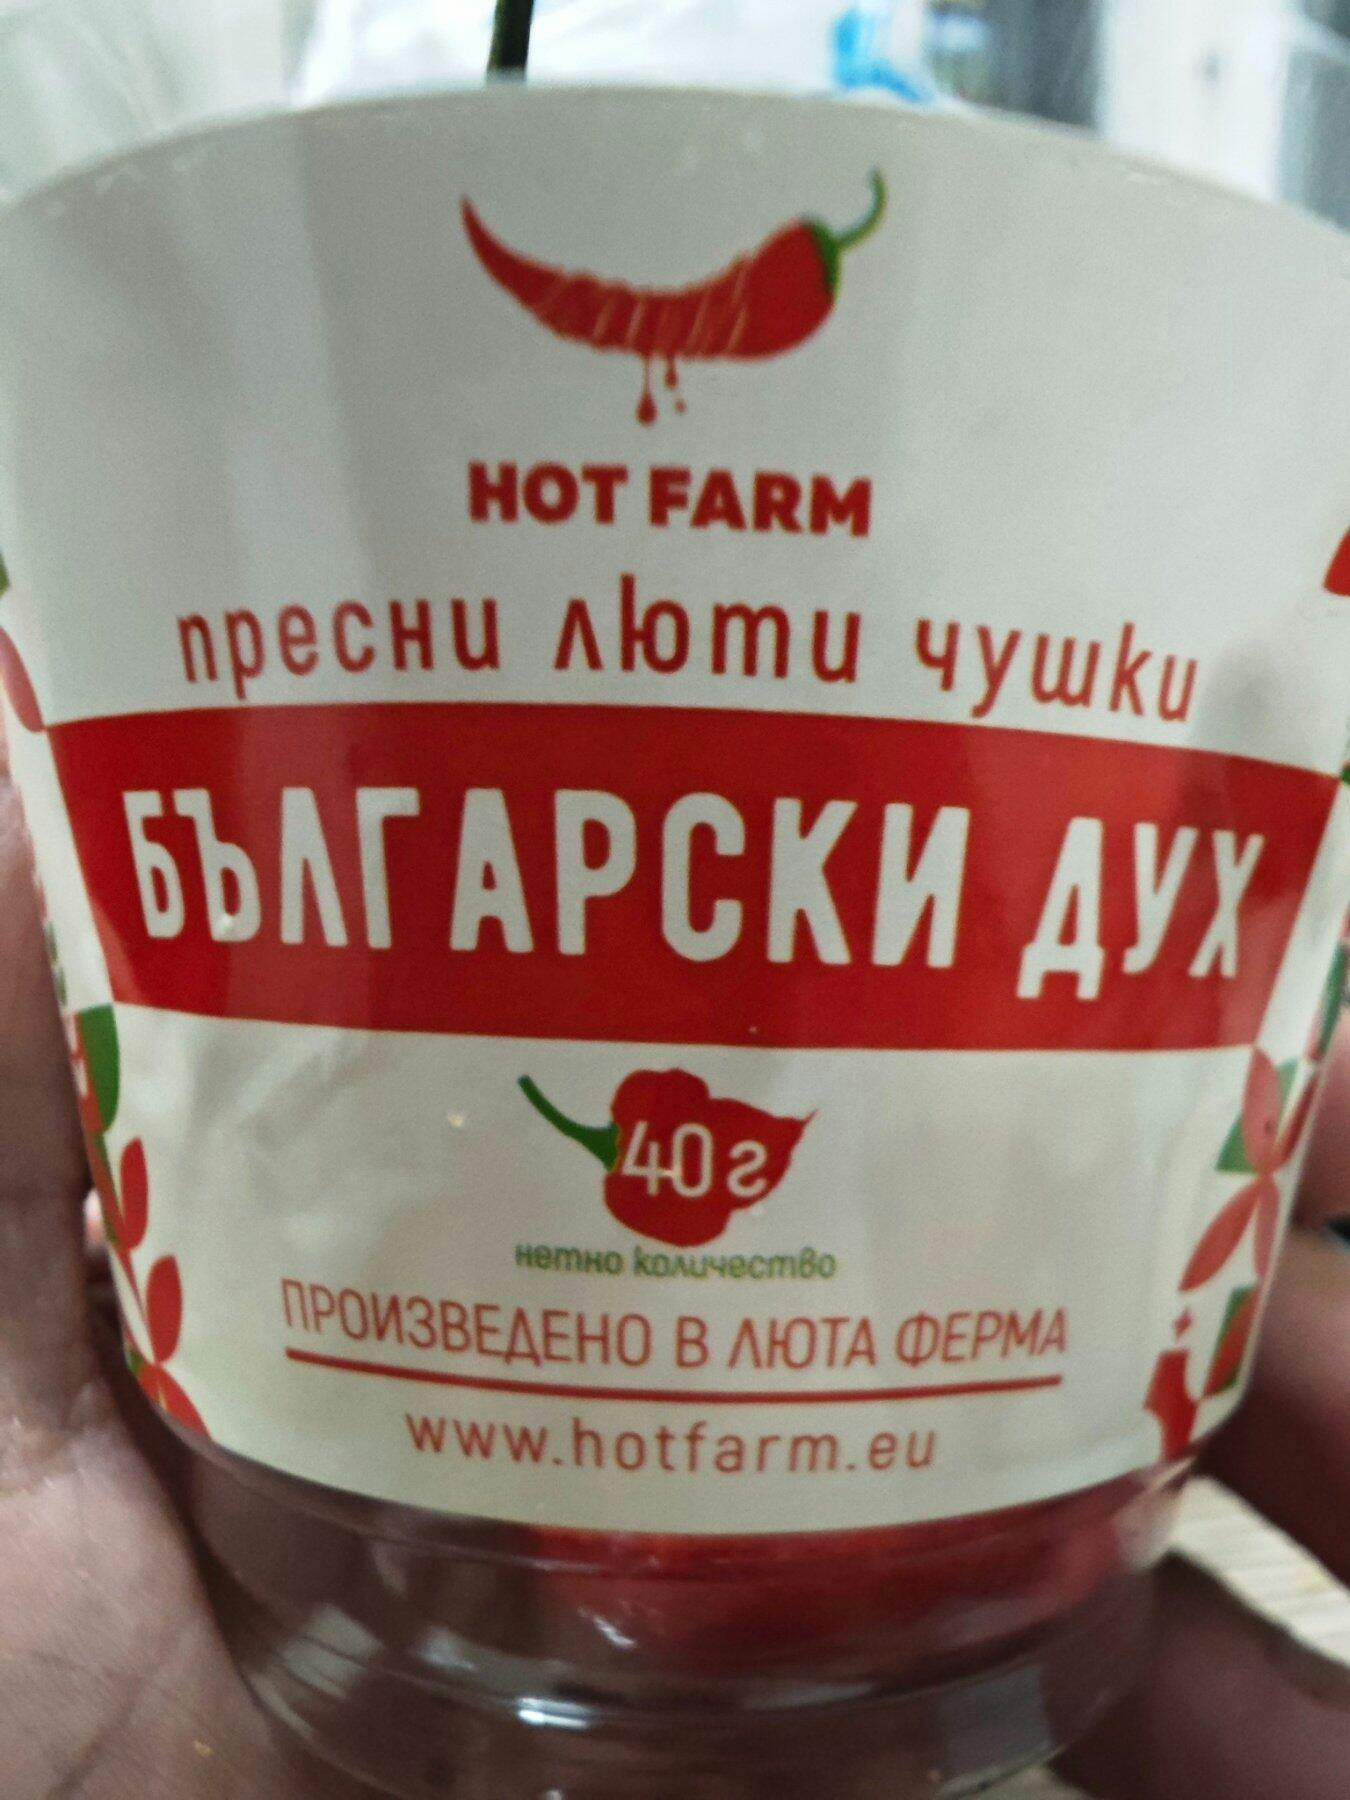 HOT FARM
пресни люти чушки
БЪЛГАРСКИ ДУХ
40г
нетно количество
ПРОИЗВЕДЕНО В ЛЮТА ФЕРМА
www.hotfarm.eu